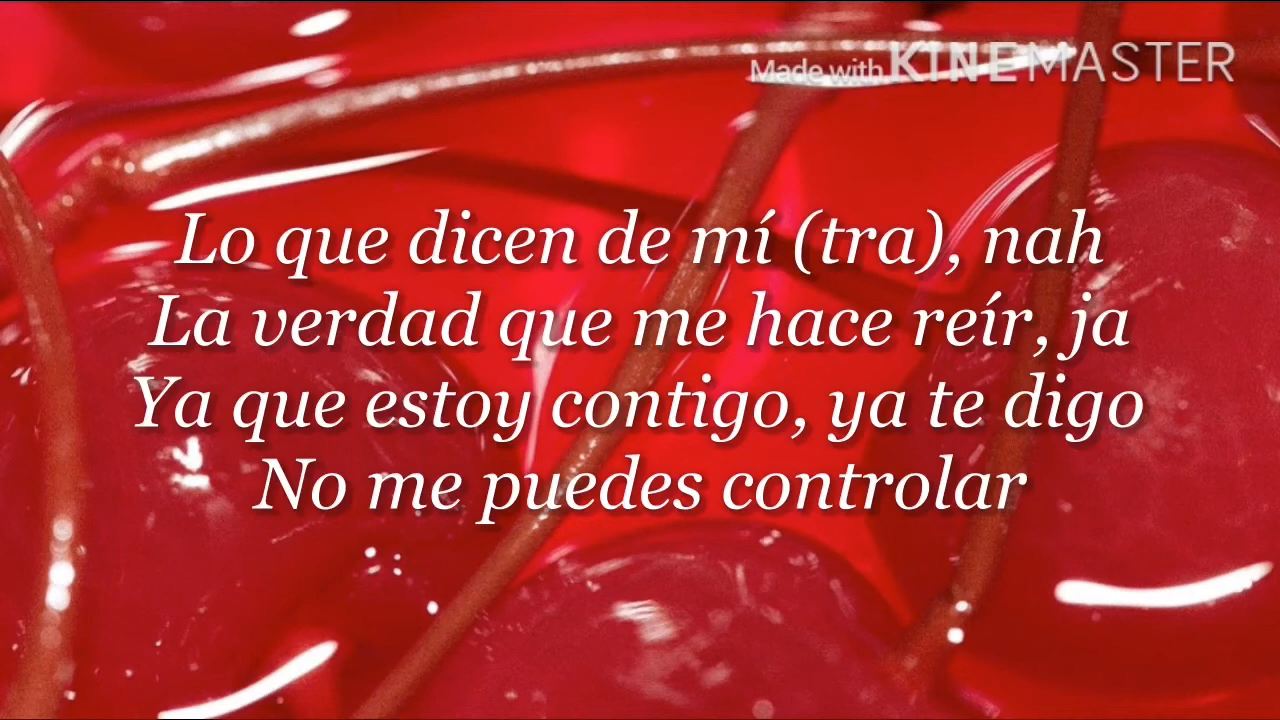 Made with KINEMASTER
Lo que dicen de mí (tra), nah
La verdad que me hace reír, ja
Ya que estoy contigo, ya te digo
No me puedes controlar